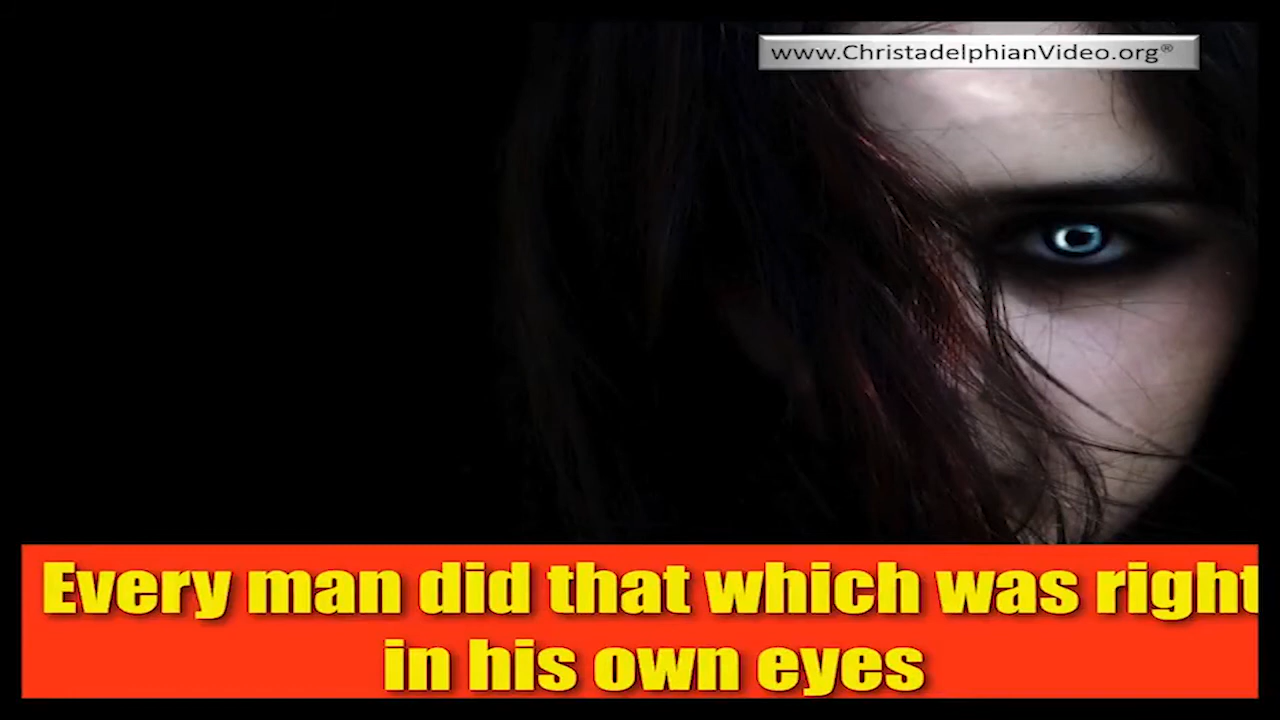 www.ChristadelphianVideo.org®
Every man did that which was right
in his own eyes